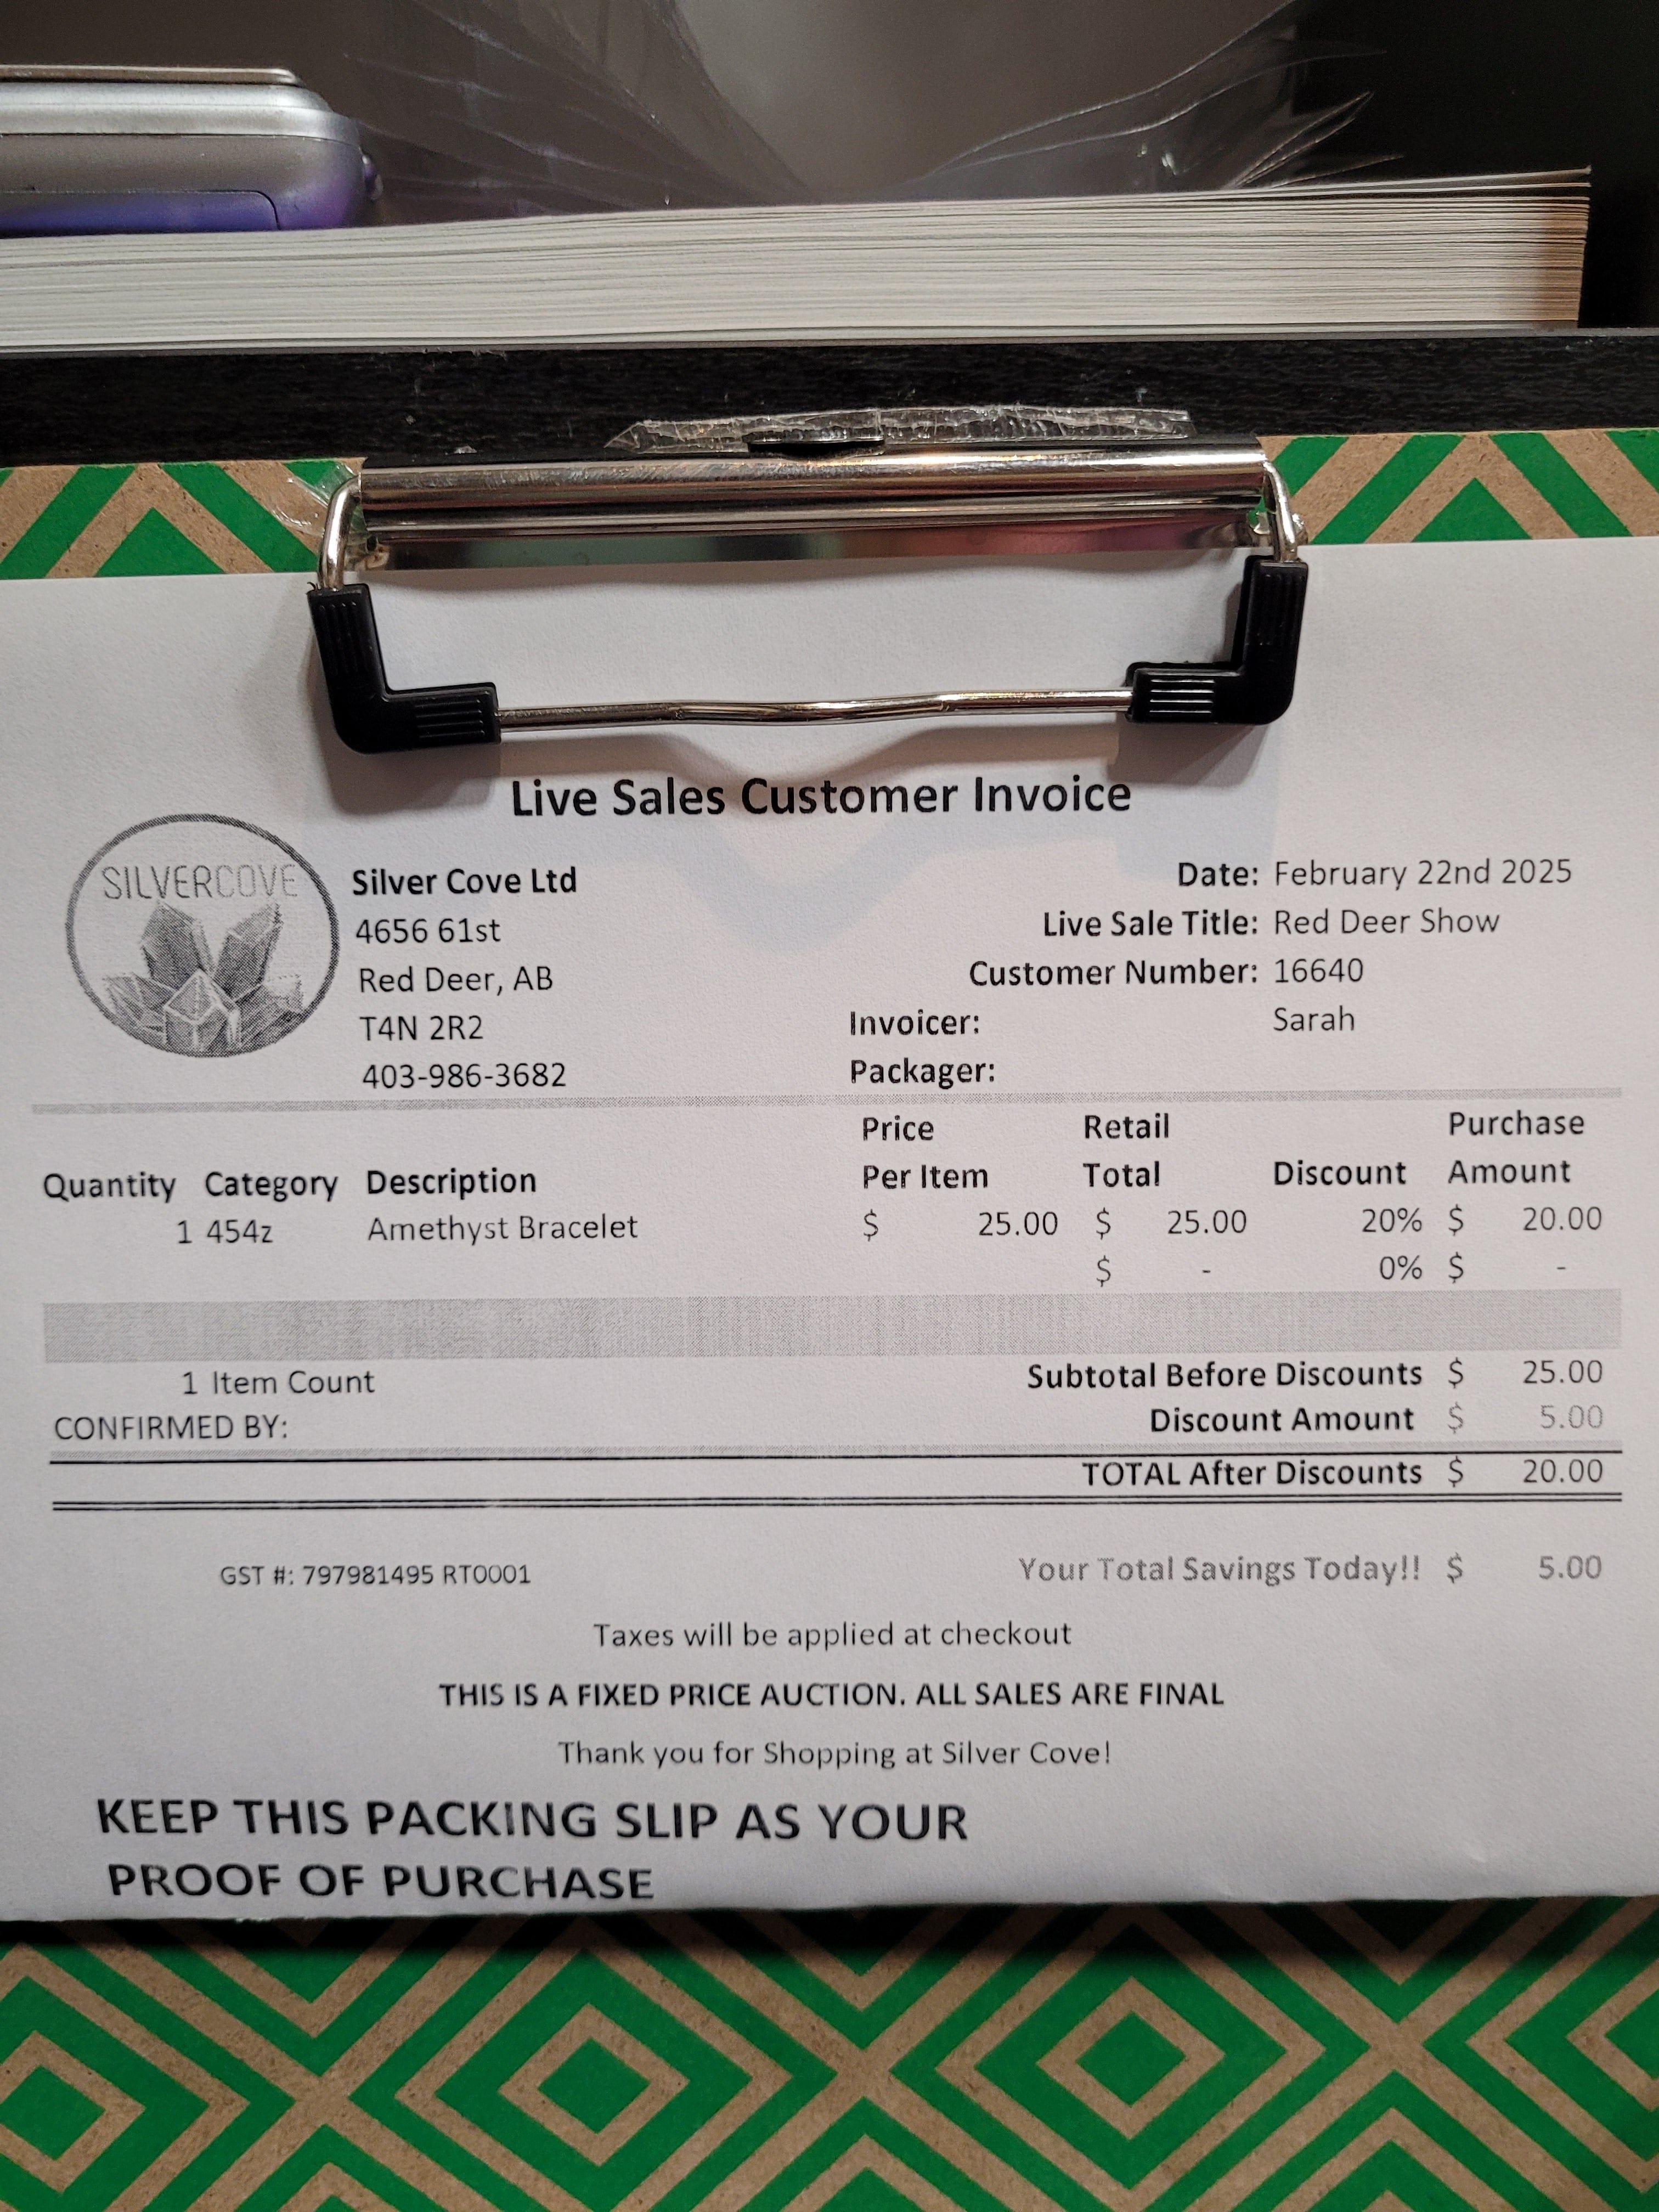 Live Sales Customer Invoice
SILVERCOVE
Silver Cove Ltd
4656 61st
Red Deer, AB
T4N 2R2
403-986-3682
Date: February 22nd 2025
Live Sale Title: Red Deer Show
Customer Number: 16640
Invoicer: Sarah
Packager:
Quantity Category Description Price Per Item Retail Total Discount Purchase Amount
1 454z Amethyst Bracelet $ 25.00 $ 25.00 20% $ 20.00
$ - 0% $ -
1 Item Count Subtotal Before Discounts $ 25.00
CONFIRMED BY: Discount Amount $ 5.00
TOTAL After Discounts $ 20.00
GST #: 797981495 RT0001 Your Total Savings Today!! $ 5.00
Taxes will be applied at checkout
THIS IS A FIXED PRICE AUCTION. ALL SALES ARE FINAL
Thank you for Shopping at Silver Cove!
KEEP THIS PACKING SLIP AS YOUR
PROOF OF PURCHASE